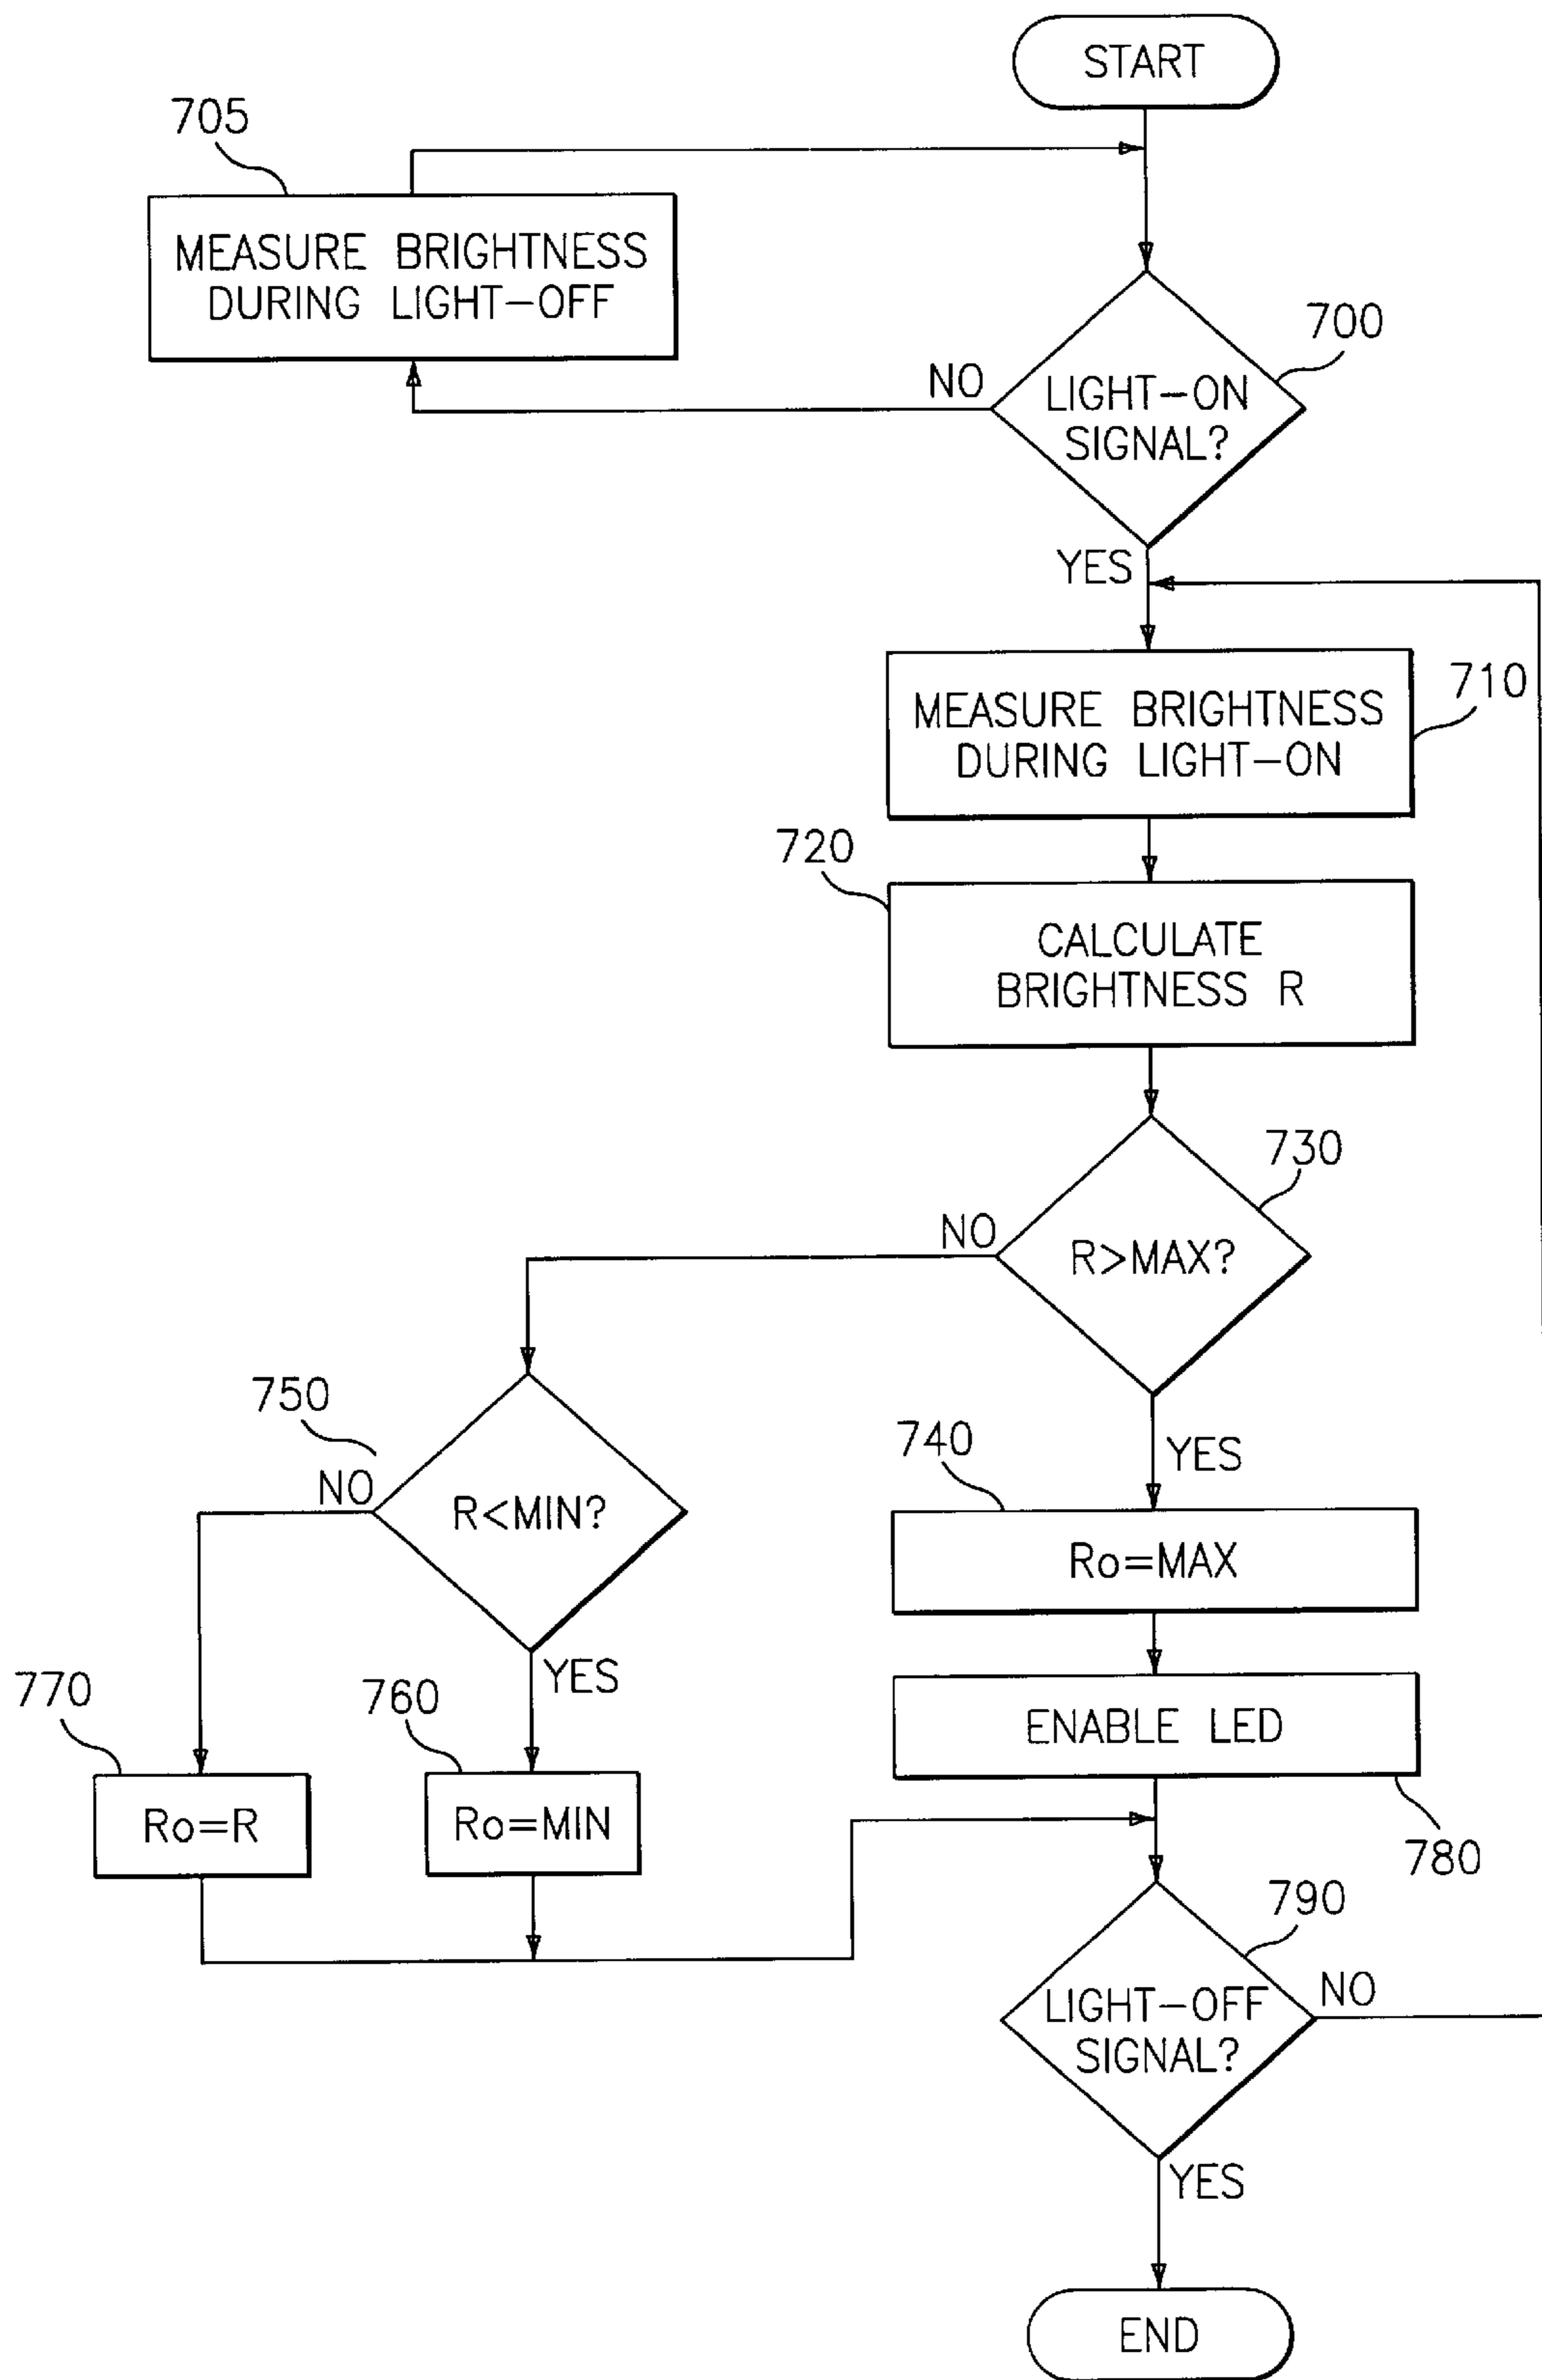 START
705
MEASURE BRIGHTNESS
DURING LIGHT-OFF
700
NO
LIGHT-ON
SIGNAL?
YES
710
MEASURE BRIGHTNESS
DURING LIGHT-ON
720
CALCULATE
BRIGHTNESS R
730
NO
R>MAX?
750
740
YES
NO
R<MIN?
Ro=MAX
770
760
YES
ENABLE LED
Ro=R
Ro=MIN
780
790
LIGHT-OFF
SIGNAL?
NO
YES
END